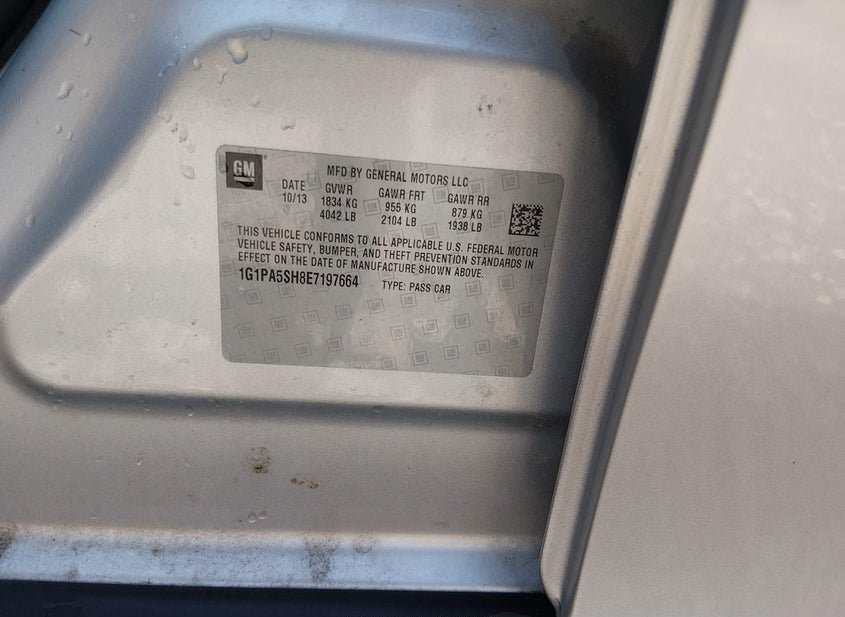 GM
MFD BY GENERAL MOTORS LLC
DATE GVWR GAWR FRT GAWR RR
10/13 1834 KG 955 KG 879 KG
4042 LB 2104 LB 1938 LB
THIS VEHICLE CONFORMS TO ALL APPLICABLE U.S. FEDERAL MOTOR
VEHICLE SAFETY, BUMPER, AND THEFT PREVENTION STANDARDS IN
EFFECT ON THE DATE OF MANUFACTURE SHOWN ABOVE.
1G1PA5SH8E7197664 TYPE: PASS CAR